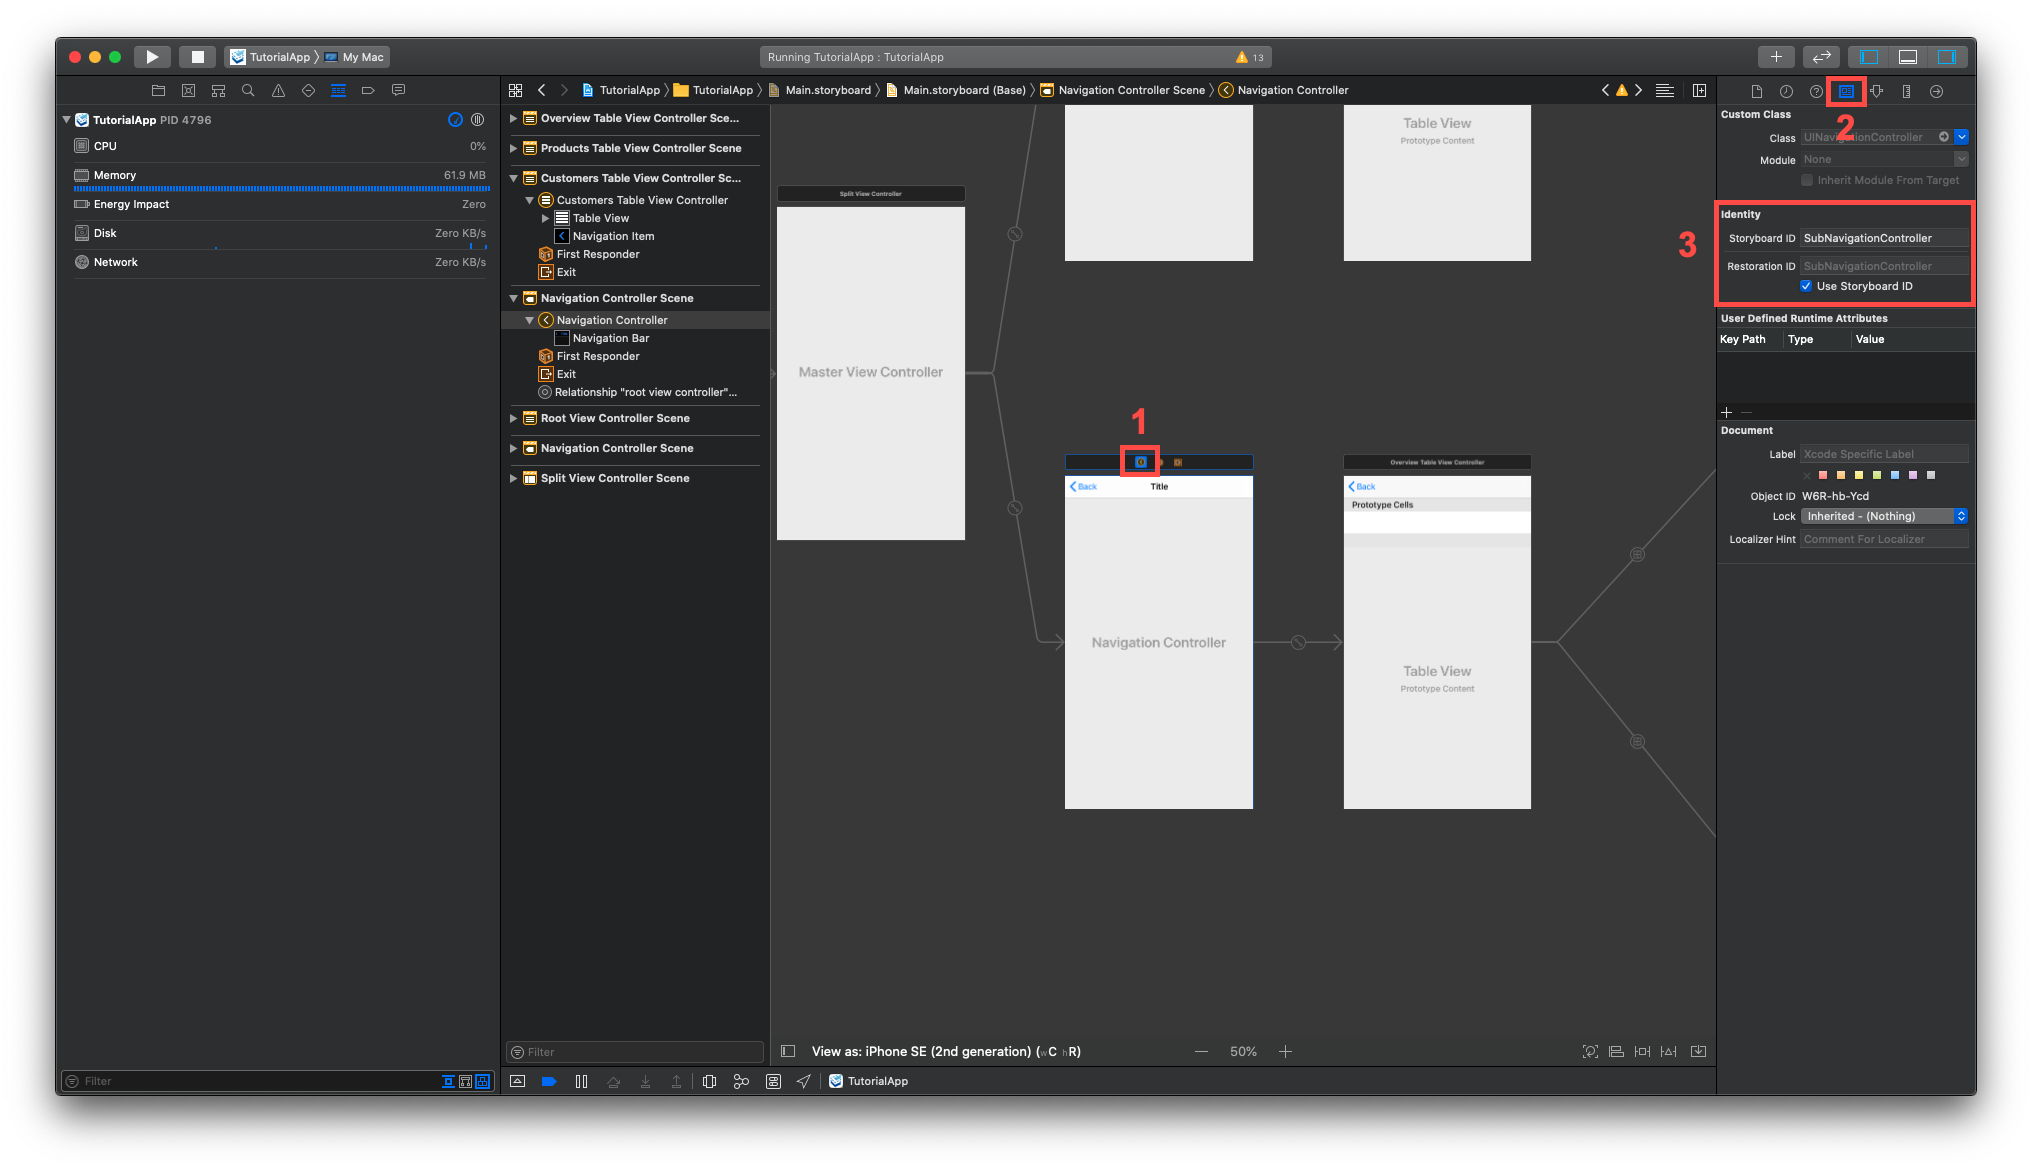 TutorialApp 〉 My Mac
Running TutorialApp : TutorialApp
13
TutorialApp PID 4796
CPU
0%
Memory
61.9 MB
Energy Impact
Zero
Disk
Zero KB/s
Network
Zero KB/s
Filter
TutorialApp 〉 TutorialApp 〉 Main.storyboard 〉 Main.storyboard (Base) 〉 Navigation Controller Scene 〉 Navigation Controller
Overview Table View Controller Sce...
Products Table View Controller Scene
Customers Table View Controller Sc...
Customers Table View Controller
Table View
Navigation Item
First Responder
Exit
Navigation Controller Scene
Navigation Controller
Navigation Bar
First Responder
Exit
Relationship "root view controller"...
Root View Controller Scene
Navigation Controller Scene
Split View Controller Scene
Filter
Split View Controller
Master View Controller
Table View
Prototype Content
1
Back
Title
Navigation Controller
Overview Table View Controller
Back
Prototype Cells
Table View
Prototype Content
View as: iPhone SE (2nd generation) (wC hR)
50%
TutorialApp
2
Custom Class
Class UINavigationController
Module None
Inherit Module From Target
3
Identity
Storyboard ID SubNavigationController
Restoration ID SubNavigationController
Use Storyboard ID
User Defined Runtime Attributes
Key Path Type Value
Document
Label Xcode Specific Label
Object ID W6R-hb-Ycd
Lock Inherited - (Nothing)
Localizer Hint Comment For Localizer